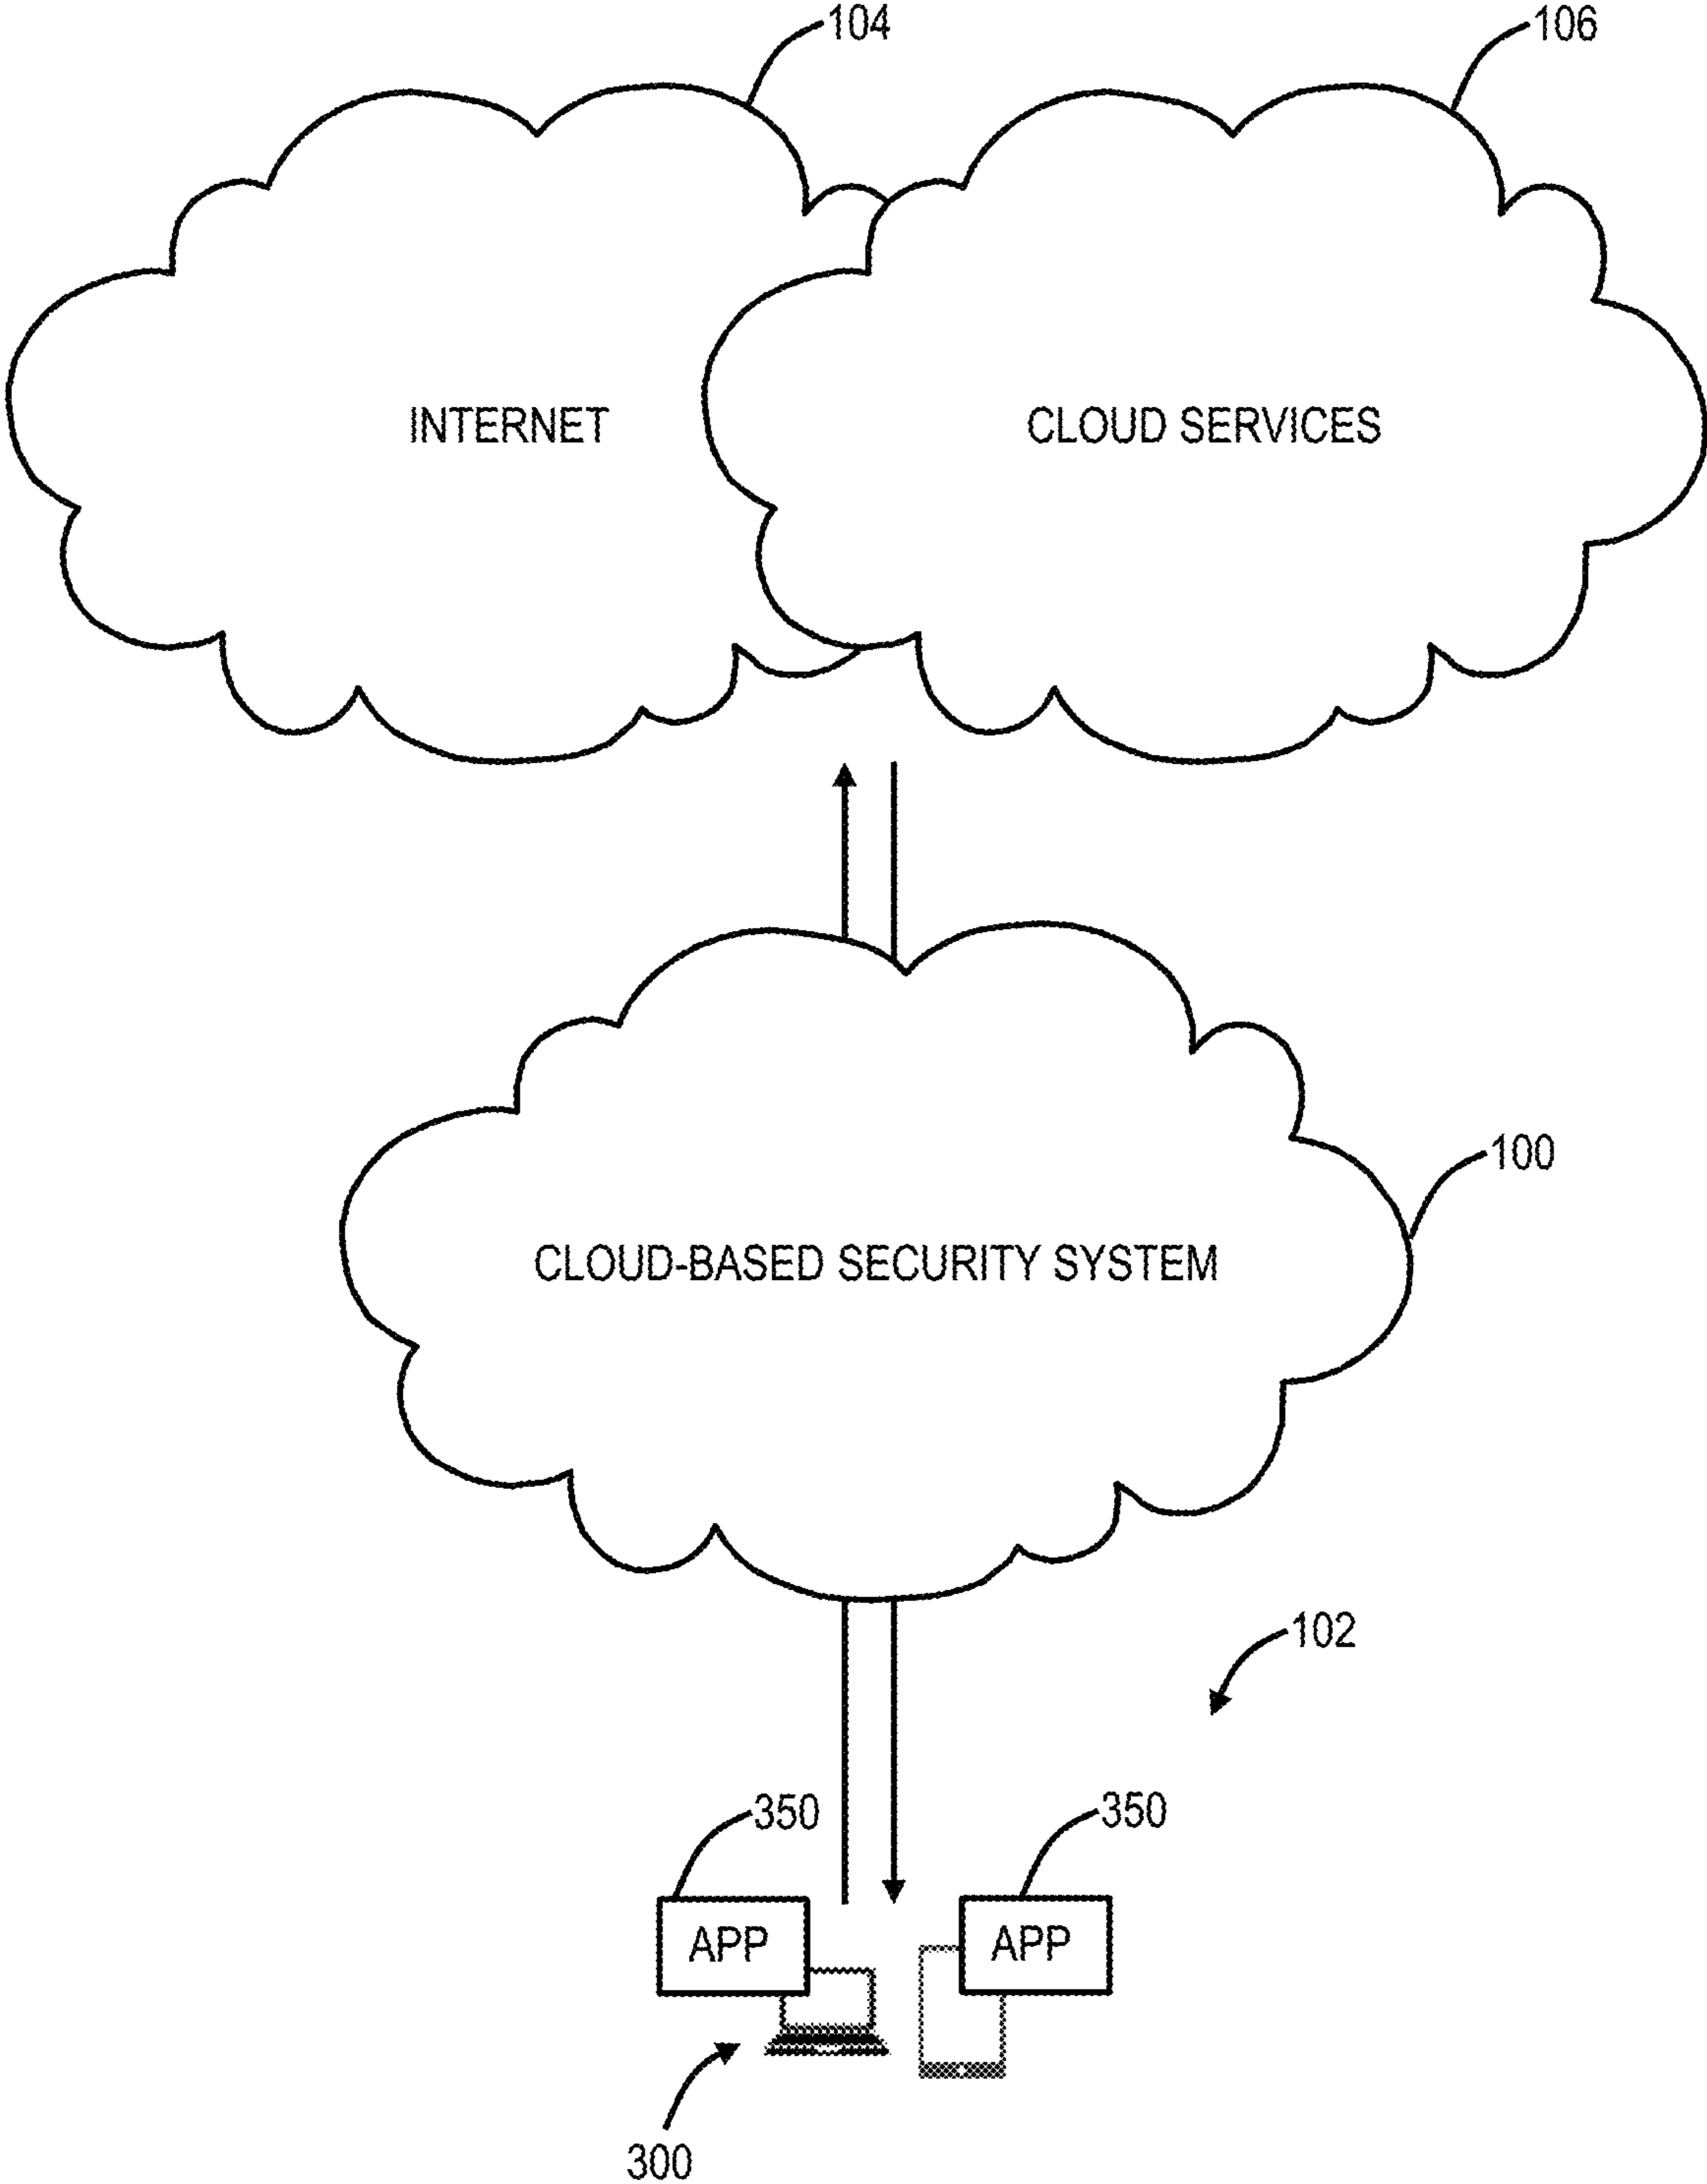 104
106
INTERNET
CLOUD SERVICES
100
CLOUD-BASED SECURITY SYSTEM
102
350
350
APP
APP
300